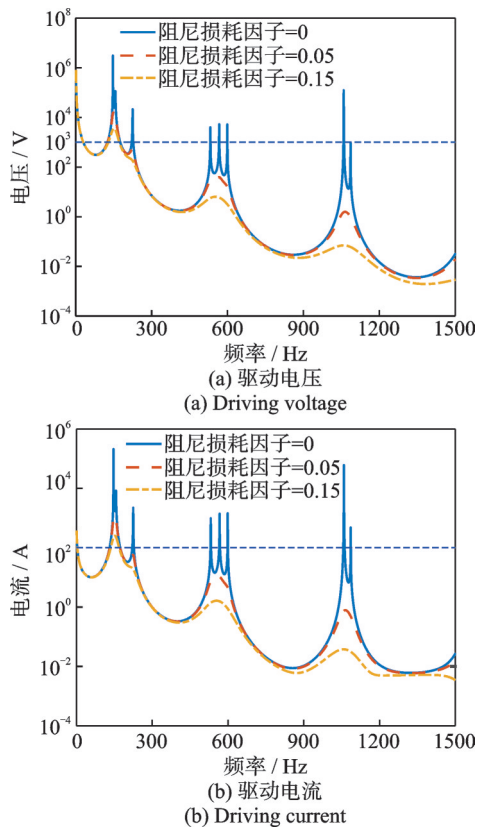 10^8
阻尼损耗因子=0
10^6
阻尼损耗因子=0.05
阻尼损耗因子=0.15
10^4
10^3
10^2
10^0
10^-2
10^-4
电压 / V
0 300 600 900 1200 1500
频率 / Hz
(a) 驱动电压
(a) Driving voltage
10^6
阻尼损耗因子=0
阻尼损耗因子=0.05
10^4
阻尼损耗因子=0.15
10^2
10^0
10^-2
10^-4
电流 / A
0 300 600 900 1200 1500
频率 / Hz
(b) 驱动电流
(b) Driving current